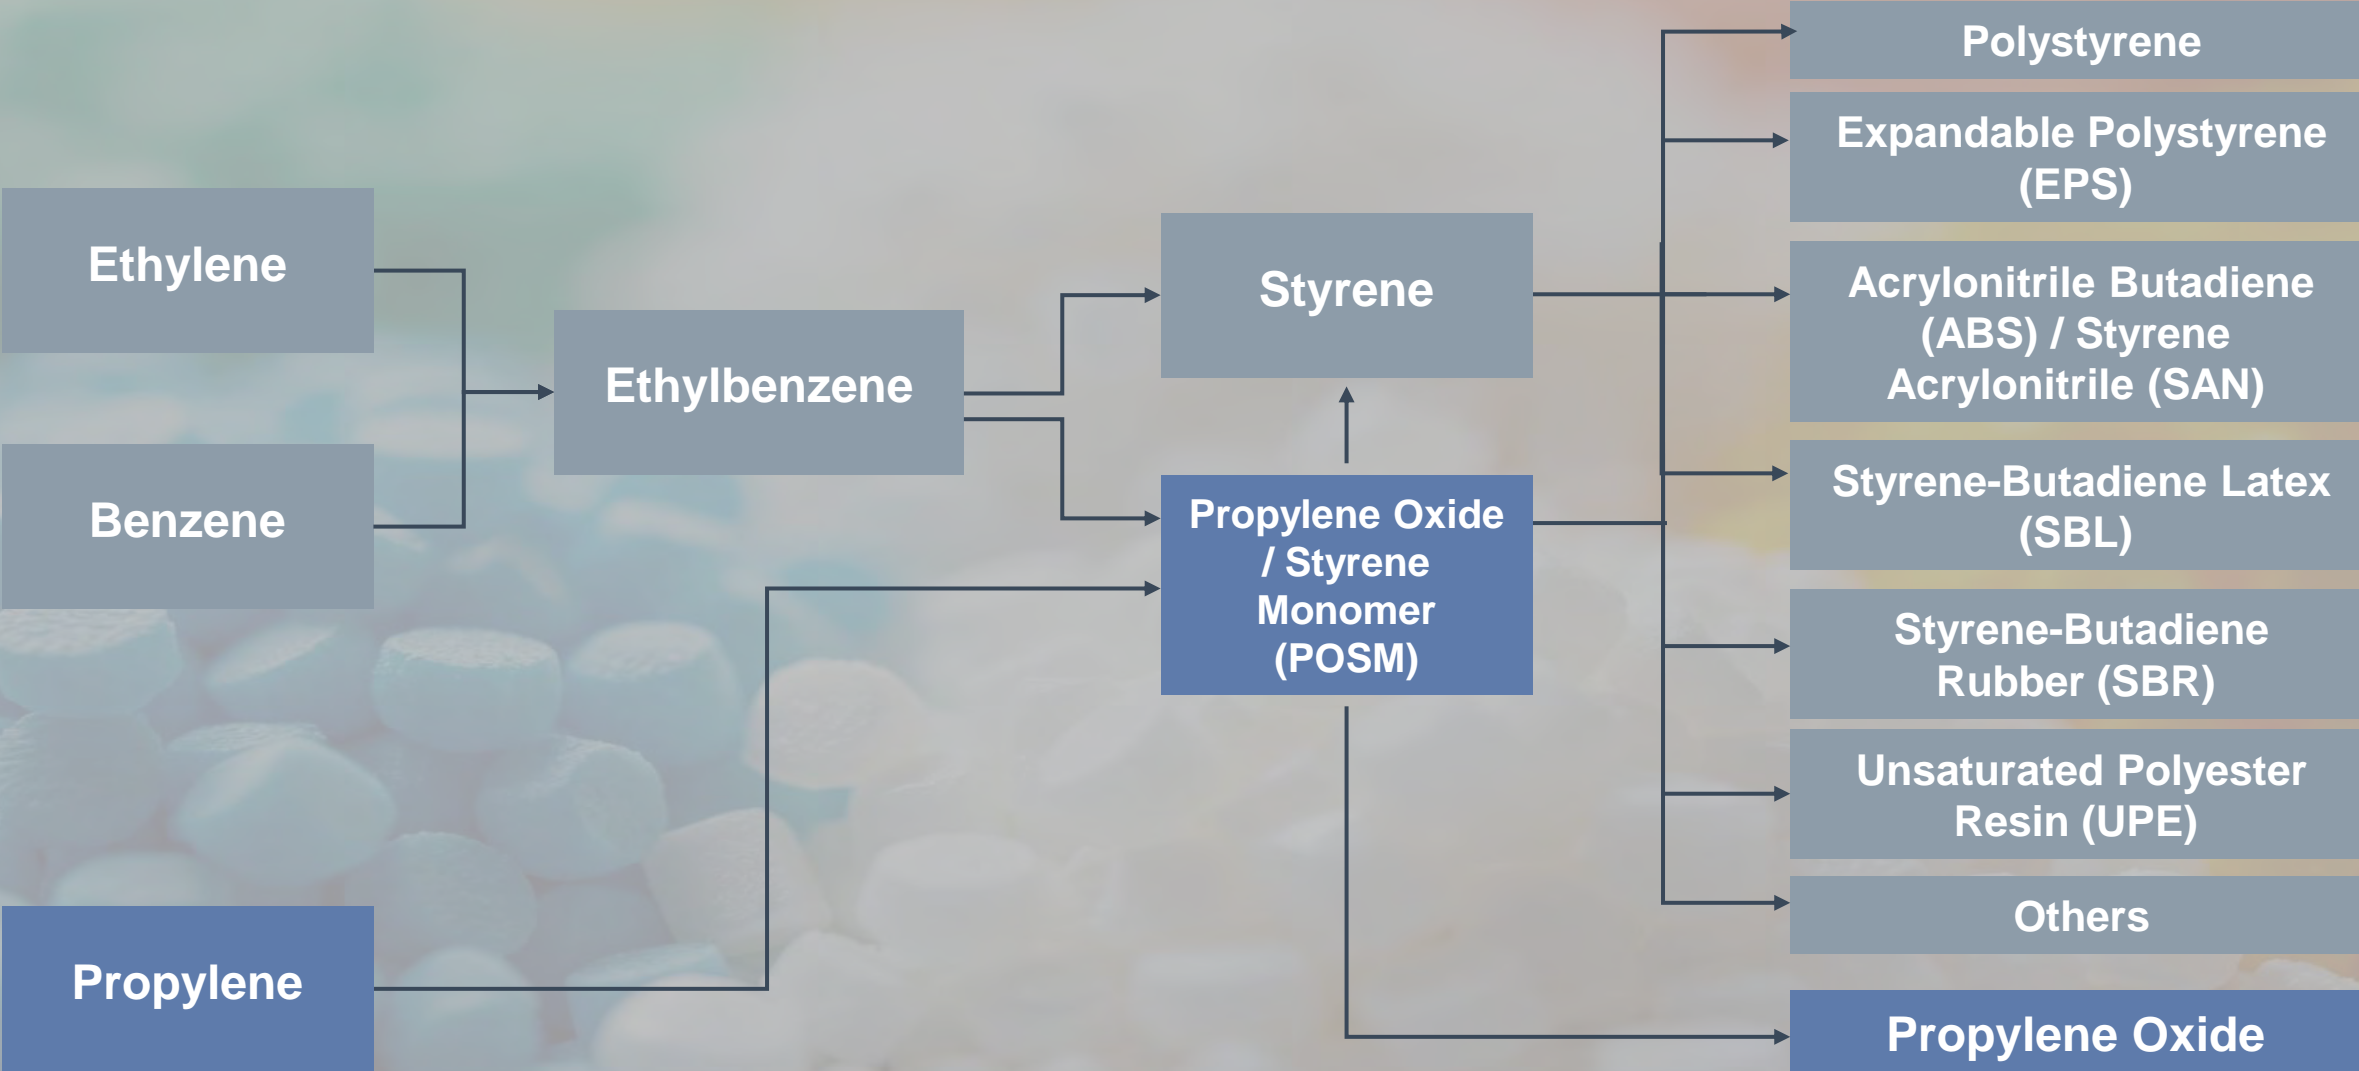 Ethylene
Benzene
Propylene
Ethylbenzene
Styrene
Propylene Oxide
/ Styrene
Monomer
(POSM)
Polystyrene
Expandable Polystyrene
(EPS)
Acrylonitrile Butadiene
(ABS) / Styrene
Acrylonitrile (SAN)
Styrene-Butadiene Latex
(SBL)
Styrene-Butadiene
Rubber (SBR)
Unsaturated Polyester
Resin (UPE)
Others
Propylene Oxide